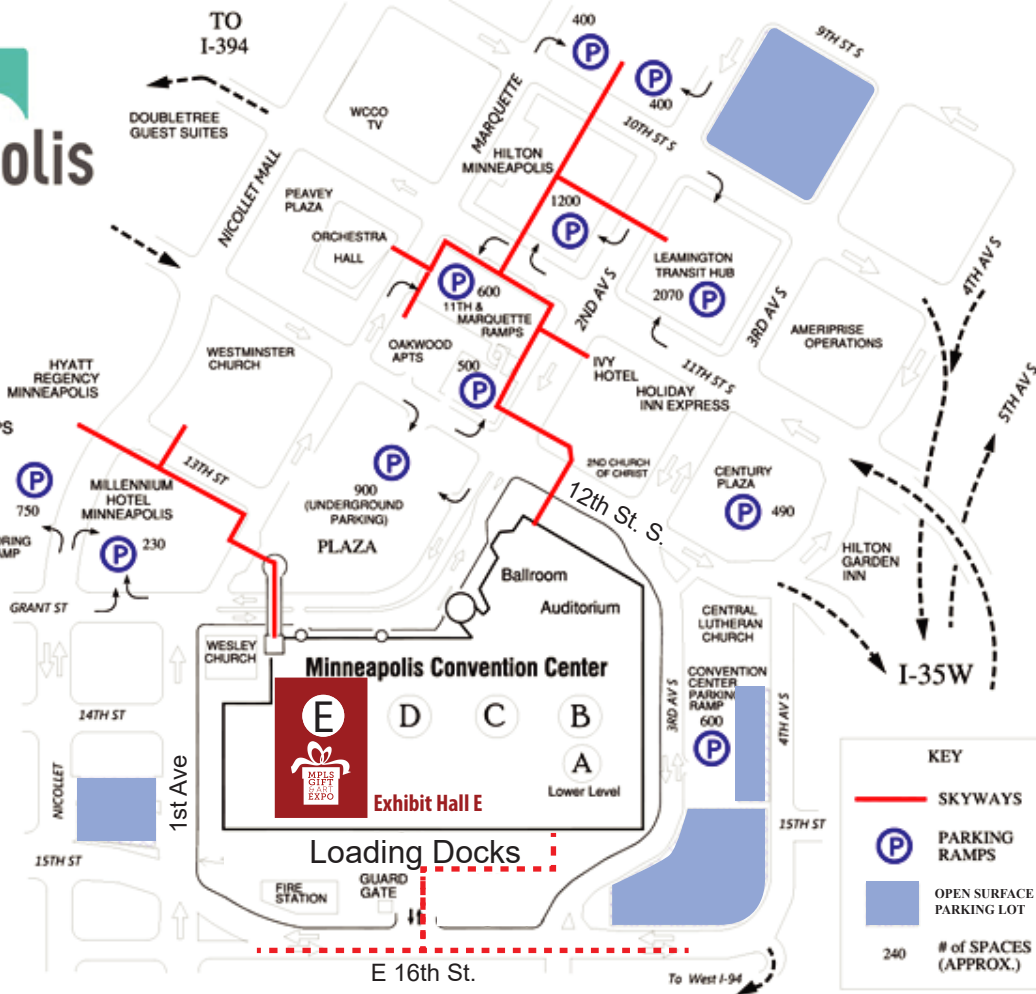 TO
I-394
olis
DOUBLETREE
GUEST SUITES
WCCO
TV
MARQUETTE
400
P
P
400
9TH ST S
10TH ST S
HILTON
MINNEAPOLIS
NICOLLET MALL
PEAVEY
PLAZA
ORCHESTRA
HALL
1200
P
P
600
11TH &
MARQUETTE
RAMPS
2ND AV S
LEAMINGTON
TRANSIT HUB
2070
P
3RD AV S
4TH AV S
AMERIPRISE
OPERATIONS
5TH AV S
WESTMINSTER
CHURCH
OAKWOOD
APTS
500
P
IVY
HOTEL
11TH ST S
HOLIDAY
INN EXPRESS
HYATT
REGENCY
MINNEAPOLIS
PS
P
750
RING
MP
13TH ST
MILLENNIUM
HOTEL
MINNEAPOLIS
P
230
GRANT ST
P
900
(UNDERGROUND
PARKING)
PLAZA
2ND CHURCH
OF CHRIST
12th St. S.
CENTURY
PLAZA
P
490
HILTON
GARDEN
INN
I-35W
Ballroom
Auditorium
CENTRAL
LUTHERAN
CHURCH
WESLEY
CHURCH
Minneapolis Convention Center
E
D
C
B
A
Lower Level
MPLS
GIFT
& ART
EXPO
Exhibit Hall E
CONVENTION
CENTER
PARKING
RAMP
600
P
3RD AV S
4TH AV S
14TH ST
NICOLLET
1st Ave
15TH ST
15TH ST
Loading Docks
FIRE
STATION
GUARD
GATE
E 16th St.
To West I-94
KEY
SKYWAYS
P
PARKING
RAMPS
OPEN SURFACE
PARKING LOT
240
# of SPACES
(APPROX.)